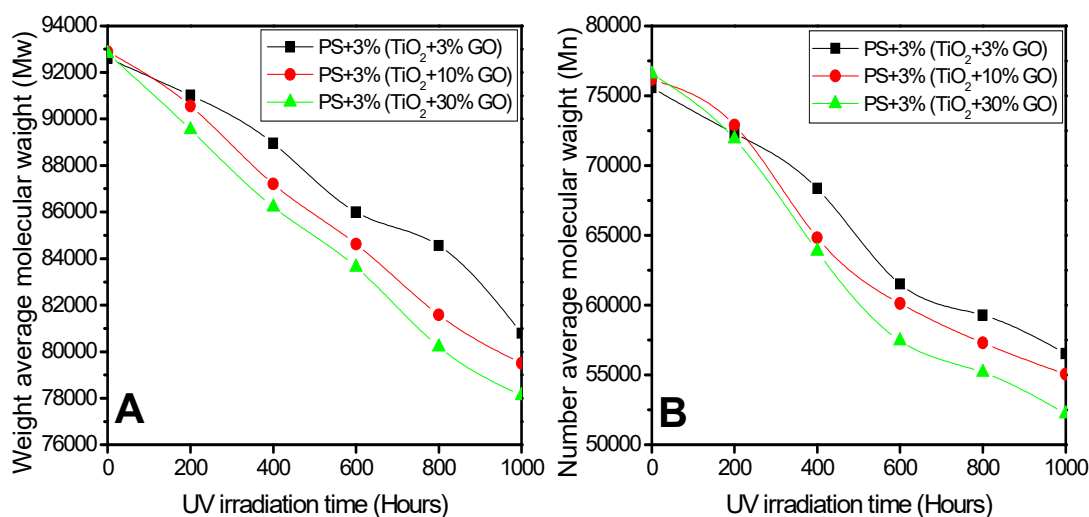 Weight average molecular waight (Mw)
94000
92000
90000
88000
86000
84000
82000
80000
78000
76000
PS+3% (TiO₂+3% GO)
PS+3% (TiO₂+10% GO)
PS+3% (TiO₂+30% GO)
A
0 200 400 600 800 1000
UV irradiation time (Hours)
Number average molecular waight (Mn)
80000
75000
70000
65000
60000
55000
50000
PS+3% (TiO₂+3% GO)
PS+3% (TiO₂+10% GO)
PS+3% (TiO₂+30% GO)
B
0 200 400 600 800 1000
UV irradiation time (Hours)